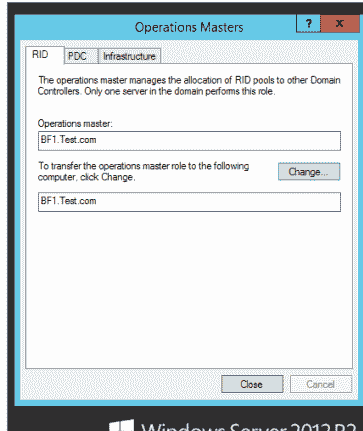 Operations Masters
? x
RID PDC Infrastructure
The operations master manages the allocation of RID pools to other Domain
Controllers. Only one server in the domain performs this role.
Operations master:
BF1.Test.com
To transfer the operations master role to the following
computer, click Change.
Change...
BF1.Test.com
Close Cancel
Windows Server 2012 R2